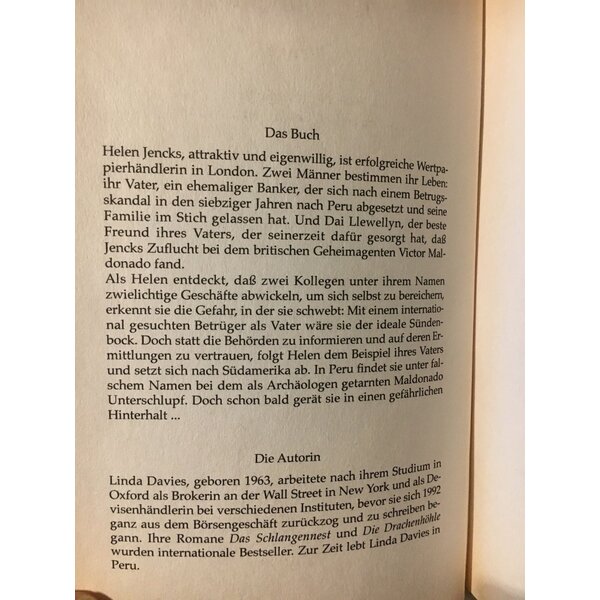 Das Buch
Helen Jencks, attraktiv und eigenwillig, ist erfolgreiche Wertpa-
pierhändlerin in London. Zwei Männer bestimmen ihr Leben:
ihr Vater, ein ehemaliger Banker, der sich nach einem Betrugs-
skandal in den siebziger Jahren nach Peru abgesetzt und seine
Familie im Stich gelassen hat. Und Dai Llewellyn, der beste
Freund ihres Vaters, der seinerzeit dafür gesorgt hat, daß
Jencks Zuflucht bei dem britischen Geheimagenten Victor Mal-
donado fand.
Als Helen entdeckt, daß zwei Kollegen unter ihrem Namen
zwielichtige Geschäfte abwickeln, um sich selbst zu bereichern,
erkennt sie die Gefahr, in der sie schwebt: Mit einem internatio-
nal gesuchten Betrüger als Vater wäre sie der ideale Sünden-
bock. Doch statt die Behörden zu informieren und auf deren Er-
mittlungen zu vertrauen, folgt Helen dem Beispiel ihres Vaters
und setzt sich nach Südamerika ab. In Peru findet sie unter fal-
schem Namen bei dem als Archäologen getarnten Maldonado
Unterschlupf. Doch schon bald gerät sie in einen gefährlichen
Hinterhalt ...
Die Autorin
Linda Davies, geboren 1963, arbeitete nach ihrem Studium in
Oxford als Brokerin an der Wall Street in New York und als De-
visenhändlerin bei verschiedenen Instituten, bevor sie sich 1992
ganz aus dem Börsengeschäft zurückzog und zu schreiben be-
gann. Ihre Romane Das Schlangennest und Die Drachenhöhle
wurden internationale Bestseller. Zur Zeit lebt Linda Davies in
Peru.